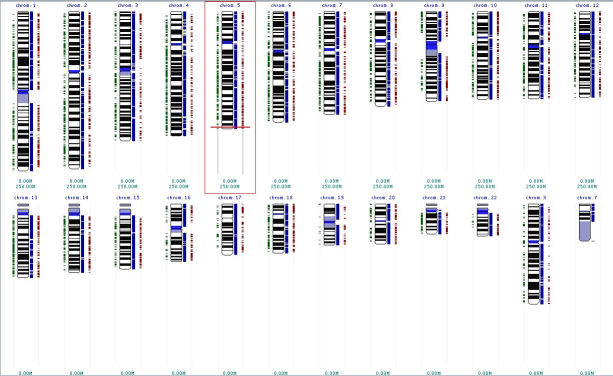 chrom.1 chrom.2 chrom.3 chrom.4 chrom.5 chrom.6 chrom.7 chrom.8 chrom.9 chrom.10 chrom.11 chrom.12
0.00M 0.00M 0.00M 0.00M 0.00M 0.00M 0.00M 0.00M 0.00M 0.00M 0.00M 0.00M
250.00M 250.00M 250.00M 250.00M 250.00M 250.00M 250.00M 250.00M 250.00M 250.00M 250.00M 250.00M
chrom.13 chrom.14 chrom.15 chrom.16 chrom.17 chrom.18 chrom.19 chrom.20 chrom.21 chrom.22 chrom.X chrom.Y
0.00M 0.00M 0.00M 0.00M 0.00M 0.00M 0.00M 0.00M 0.00M 0.00M 0.00M 0.00M